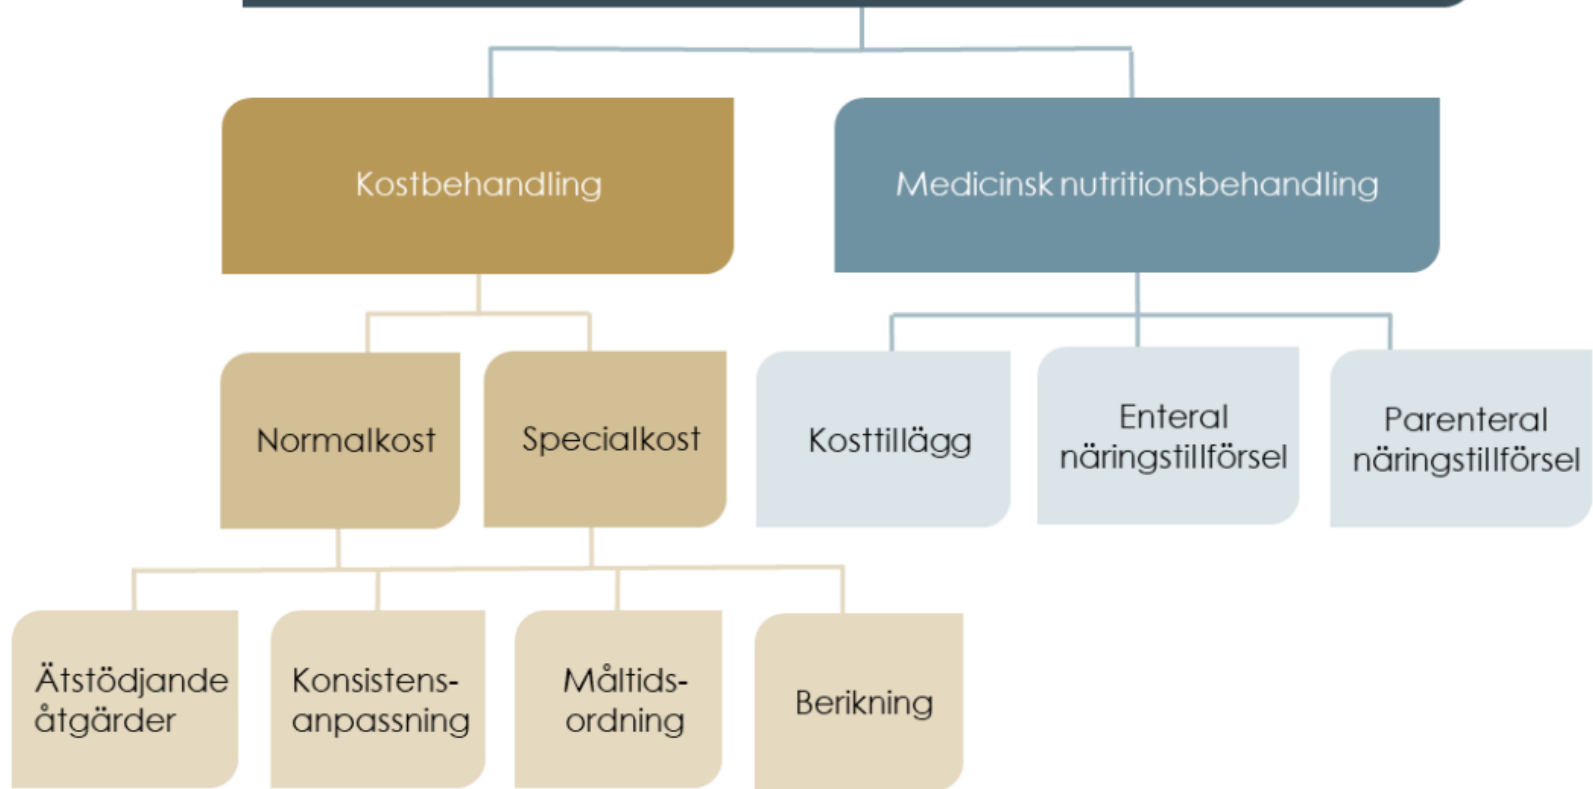 Kostbehandling
Medicinsk nutritionsbehandling
Normalkost
Specialkost
Kosttillägg
Enteral
näringstillförsel
Parenteral
näringstillförsel
Ätstödjande
åtgärder
Konsistens-
anpassning
Måltids-
ordning
Berikning